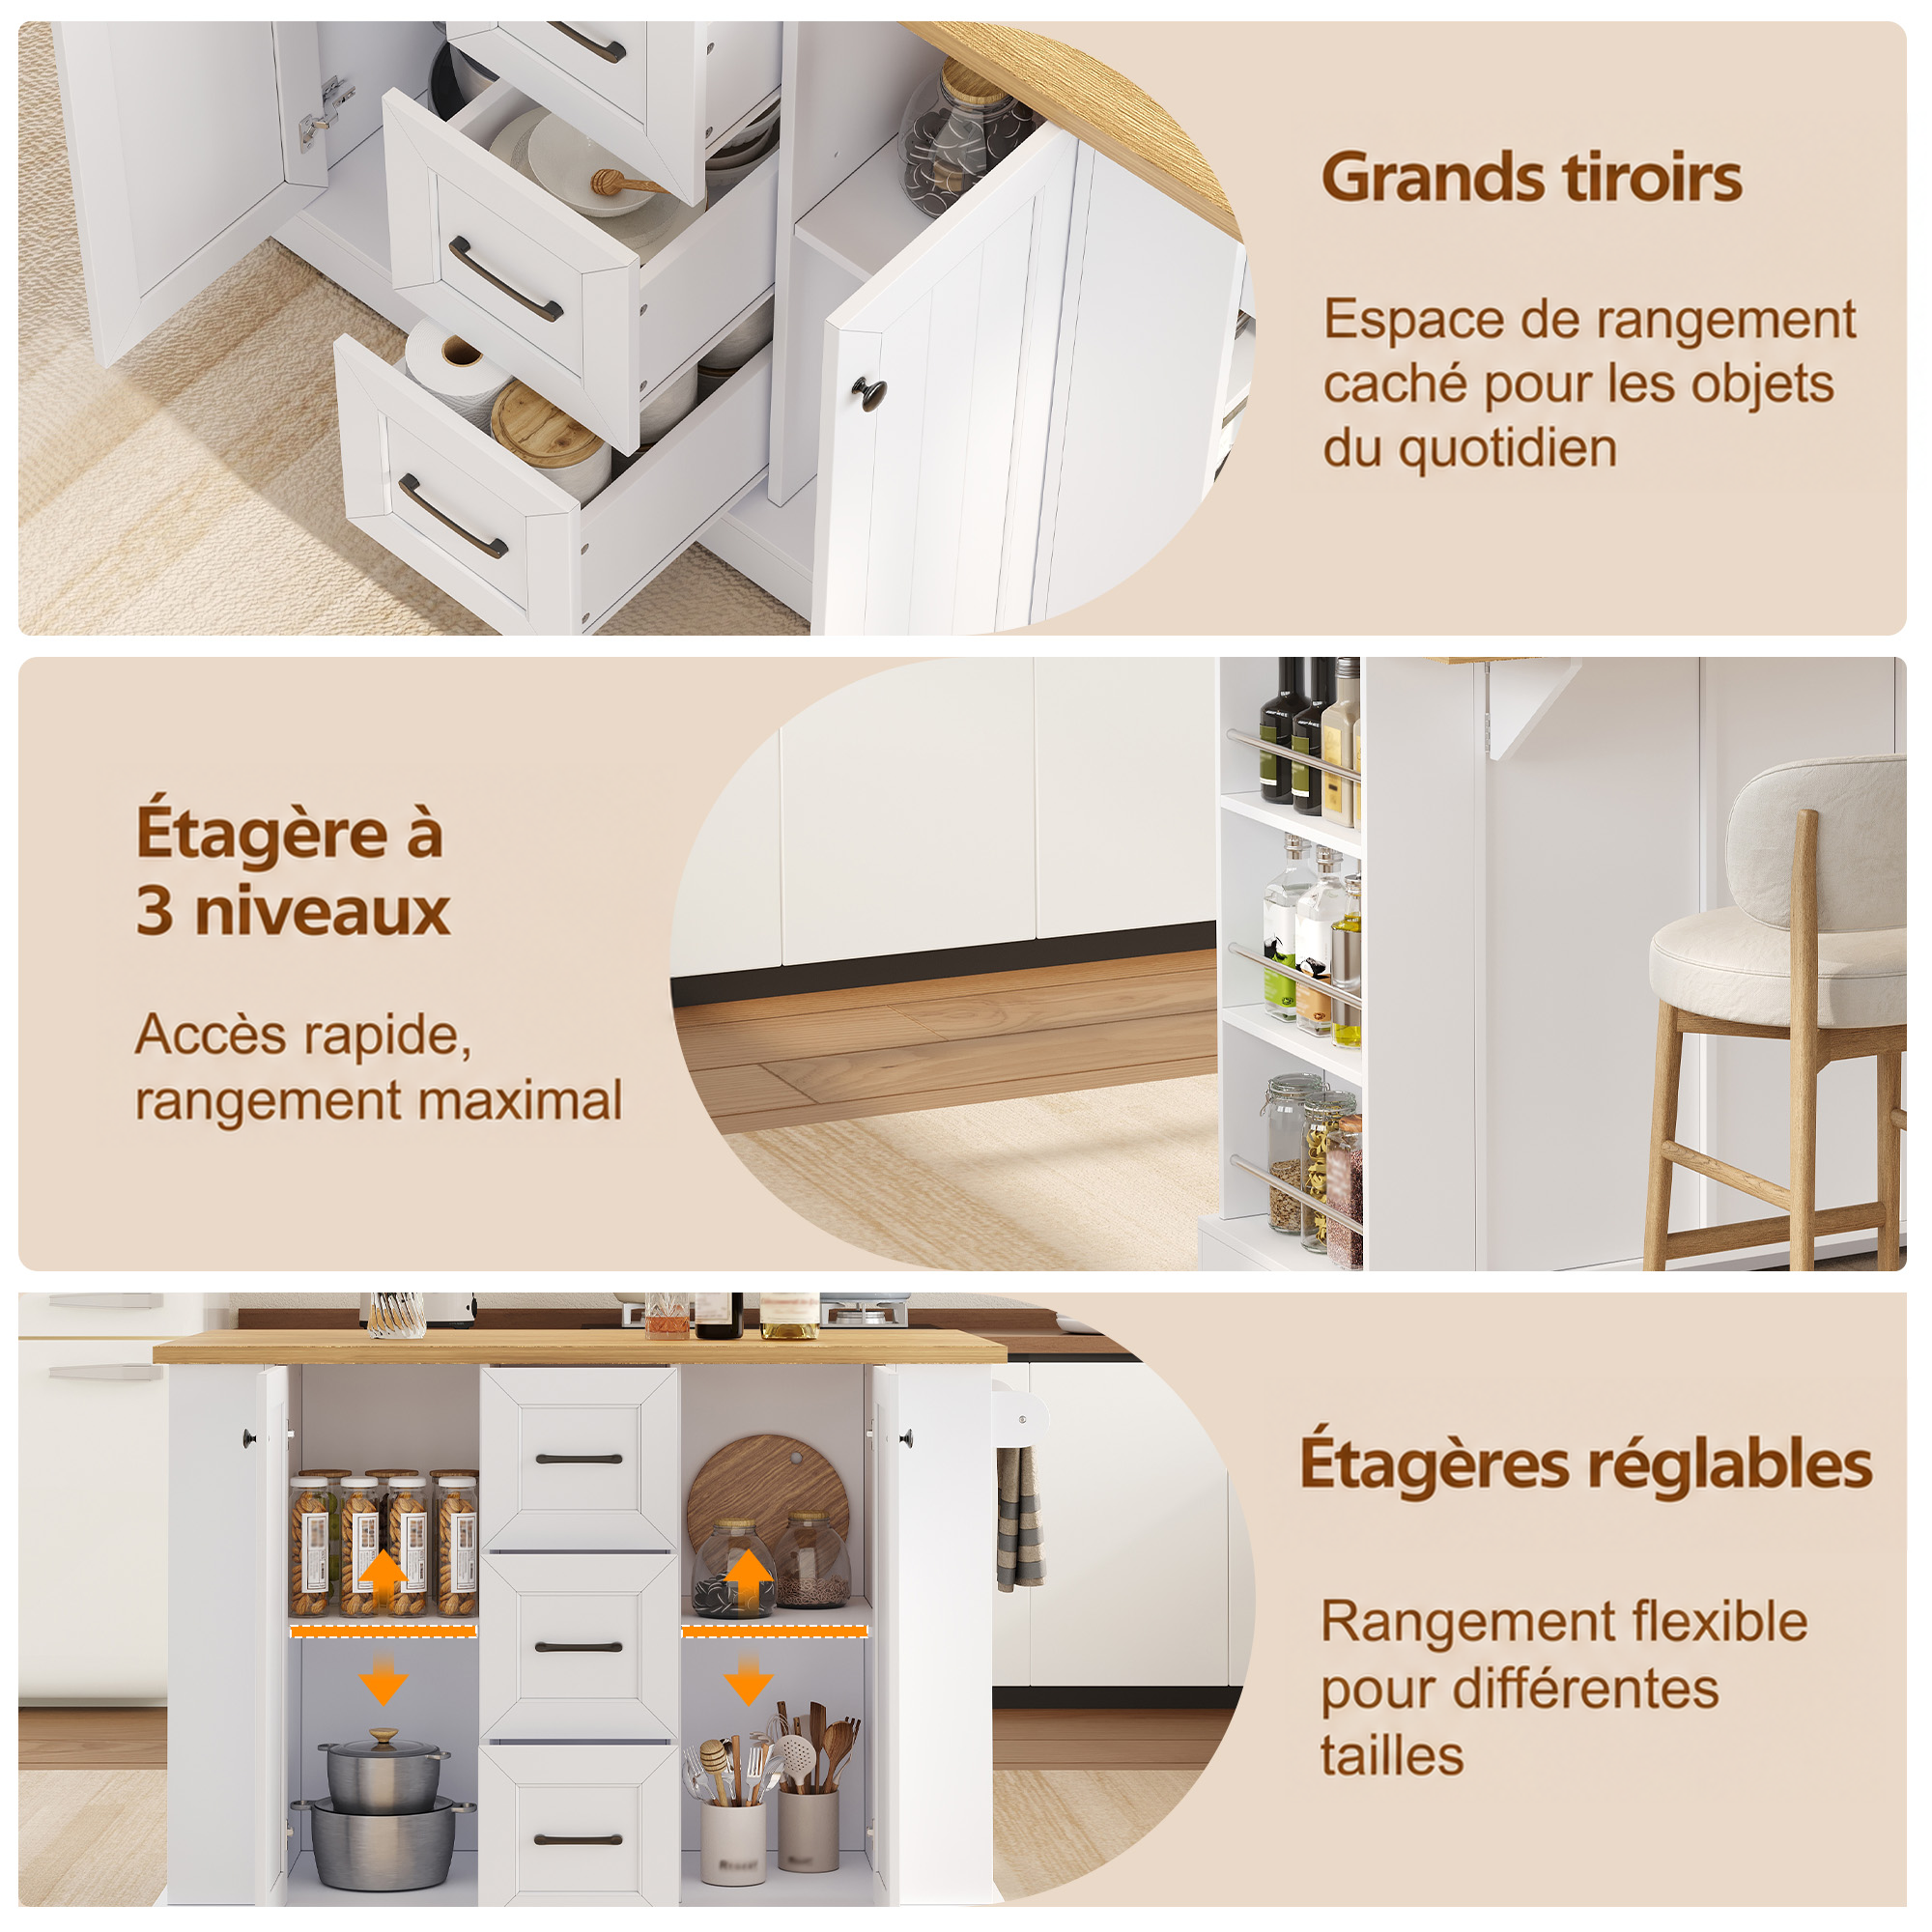 Grands tiroirs
Espace de rangement
caché pour les objets
du quotidien
Étagère à
3 niveaux
Accès rapide,
rangement maximal
Étagères réglables
Rangement flexible
pour différentes
tailles